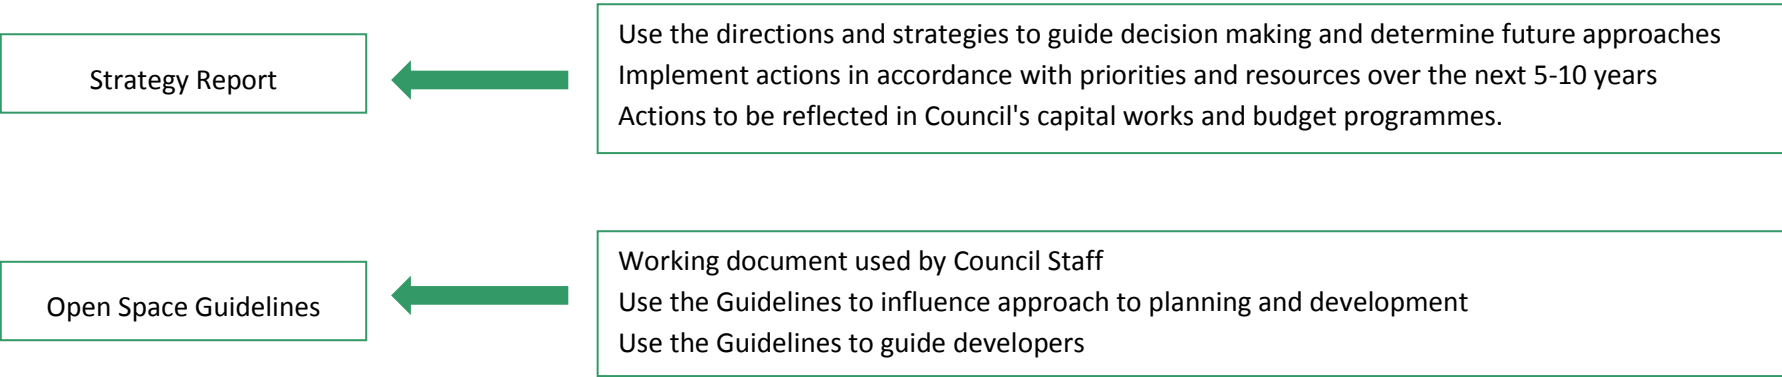 Strategy Report
Use the directions and strategies to guide decision making and determine future approaches
Implement actions in accordance with priorities and resources over the next 5-10 years
Actions to be reflected in Council's capital works and budget programmes.
Open Space Guidelines
Working document used by Council Staff
Use the Guidelines to influence approach to planning and development
Use the Guidelines to guide developers